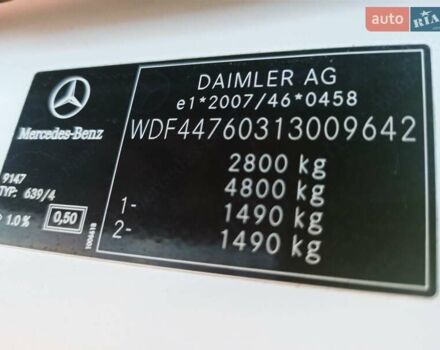 auto RIA
DAIMLER AG
e1*2007/46*0458
WDF44760313009642
2800 kg
4800 kg
1- 1490 kg
2- 1490 kg
Mercedes-Benz
9147
TYP: 639/4
1.0 % 0,50